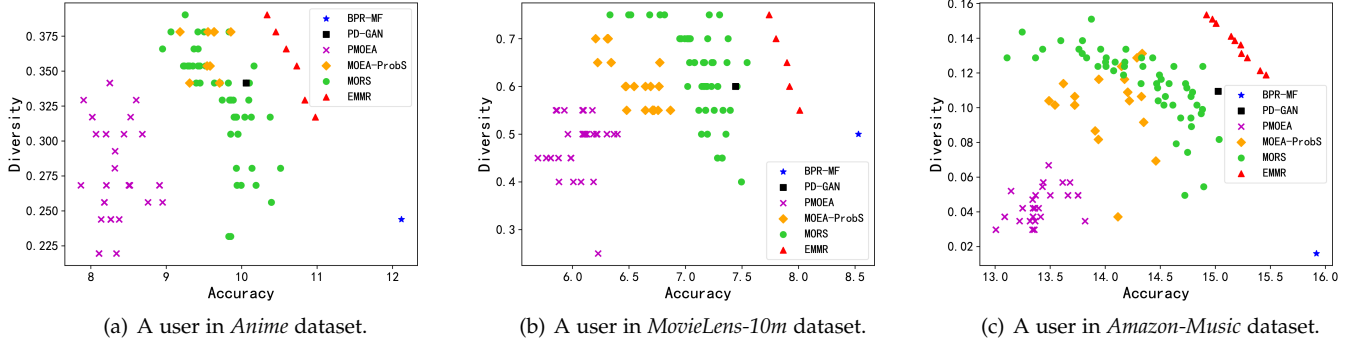 0.375
0.350
0.325
0.300
0.275
0.250
0.225
Diversity
8
9
10
11
12
Accuracy
BPR-MF
PD-GAN
PMOEA
MOEA-ProbS
MORS
EMMR
(a) A user in Anime dataset.
0.7
0.6
0.5
0.4
0.3
Diversity
6.0
6.5
7.0
7.5
8.0
8.5
Accuracy
BPR-MF
PD-GAN
PMOEA
MOEA-ProbS
MORS
EMMR
(b) A user in MovieLens-10m dataset.
0.16
0.14
0.12
0.10
0.08
0.06
0.04
0.02
Diversity
13.0
13.5
14.0
14.5
15.0
15.5
16.0
Accuracy
BPR-MF
PD-GAN
PMOEA
MOEA-ProbS
MORS
EMMR
(c) A user in Amazon-Music dataset.